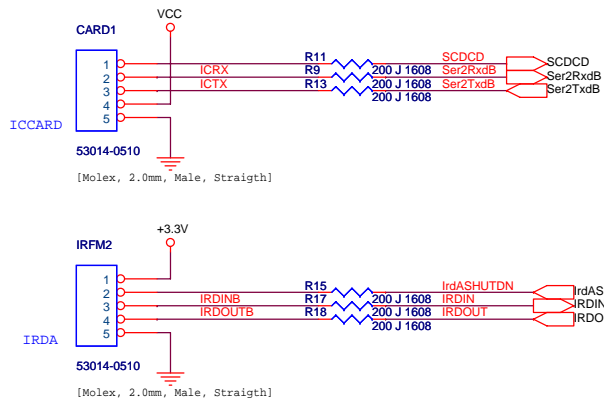 VCC
CARD1
1 R11 SCDCD SCDCD
2 ICRX R9 200 J 1608 Ser2RxdB Ser2RxdB
3 ICTX R13 200 J 1608 Ser2TxdB Ser2TxdB
4 200 J 1608
5
ICCARD
53014-0510
[Molex, 2.0mm, Male, Straigth]
+3.3V
IRFM2
1
2 R15 IrdASHUTDN IrdAS
3 IRDINB R17 200 J 1608 IRDIN IRDIN
4 IRDOUTB R18 200 J 1608 IRDOUT IRDO
5 200 J 1608
IRDA
53014-0510
[Molex, 2.0mm, Male, Straigth]